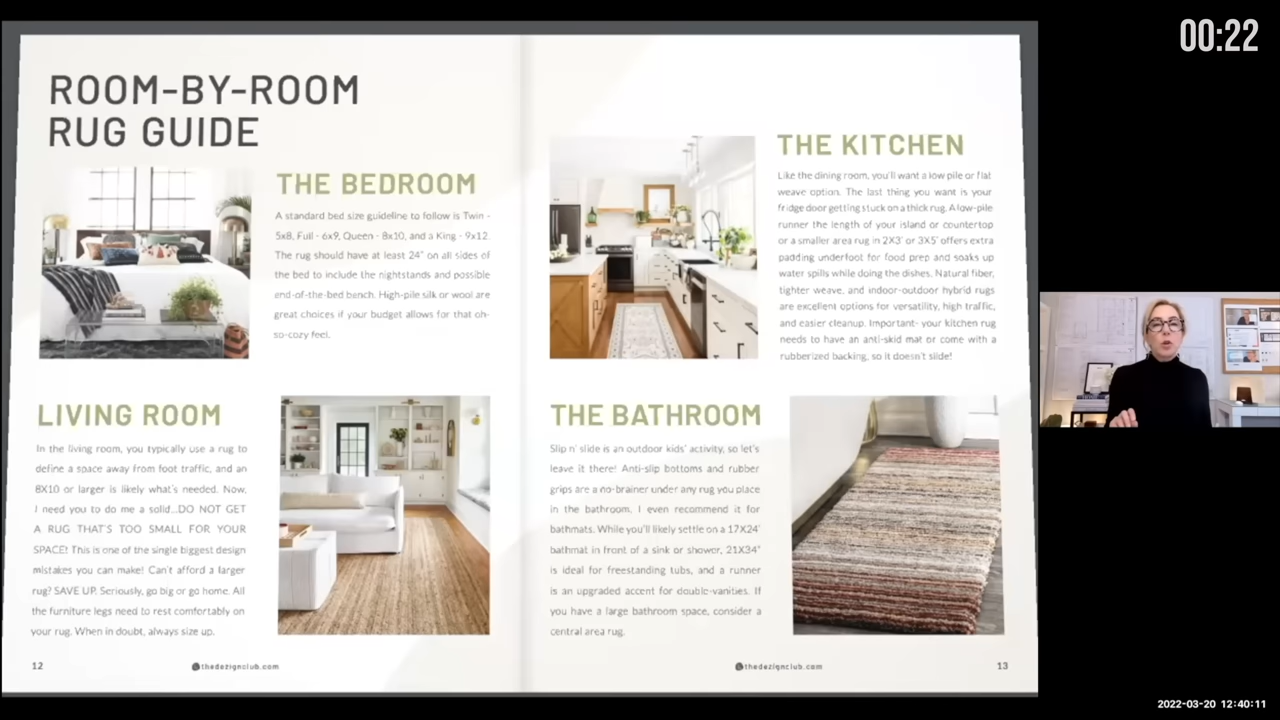 00:22
ROOM-BY-ROOM
RUG GUIDE
THE BEDROOM
A standard bed size guideline to follow is Twin -
5x8, Full - 6x9, Queen - 8x10, and a King - 9x12.
The rug should have at least 24" on all sides of
the bed to include the nightstands and possible
end-of-the-bed bench. High-pile silk or wool are
great choices if your budget allows for that oh-
so-cozy feel.
LIVING ROOM
In the living room, you typically use a rug to
define a space away from foot traffic, and an
8X10 or larger is likely what's needed. Now,
I need you to do me a solid...DO NOT GET
A RUG THAT'S TOO SMALL FOR YOUR
SPACE! This is one of the single biggest design
mistakes you can make! Can't afford a larger
rug? SAVE UP. Seriously, go big or go home. All
the furniture legs need to rest comfortably on
your rug. When in doubt, always size up.
12
thedezignclub.com
THE KITCHEN
Like the dining room, you'll want a low pile or flat
weave option. The last thing you want is your
fridge door getting stuck on a thick rug. A low-pile
runner the length of your island or countertop
or a smaller area rug in 2X3' or 3X5' offers extra
padding underfoot for food prep and soaks up
water spills while doing the dishes. Natural fiber,
tighter weave, and indoor-outdoor hybrid rugs
are excellent options for versatility, high traffic,
and easier cleanup. Important- your kitchen rug
needs to have an anti-skid mat or come with a
rubberized backing, so it doesn't slide!
THE BATHROOM
Slip n' slide is an outdoor kids' activity, so let's
leave it there! Anti-slip bottoms and rubber
grips are a no-brainer under any rug you place
in the bathroom. I even recommend it for
bathmats. While you'll likely settle on a 17X24"
bathmat in front of a sink or shower, 21X34"
is ideal for freestanding tubs, and a runner
is an upgraded accent for double-vanities. If
you have a large bathroom space, consider a
central area rug.
thedezignclub.com
13
2022-03-20 12:40:11